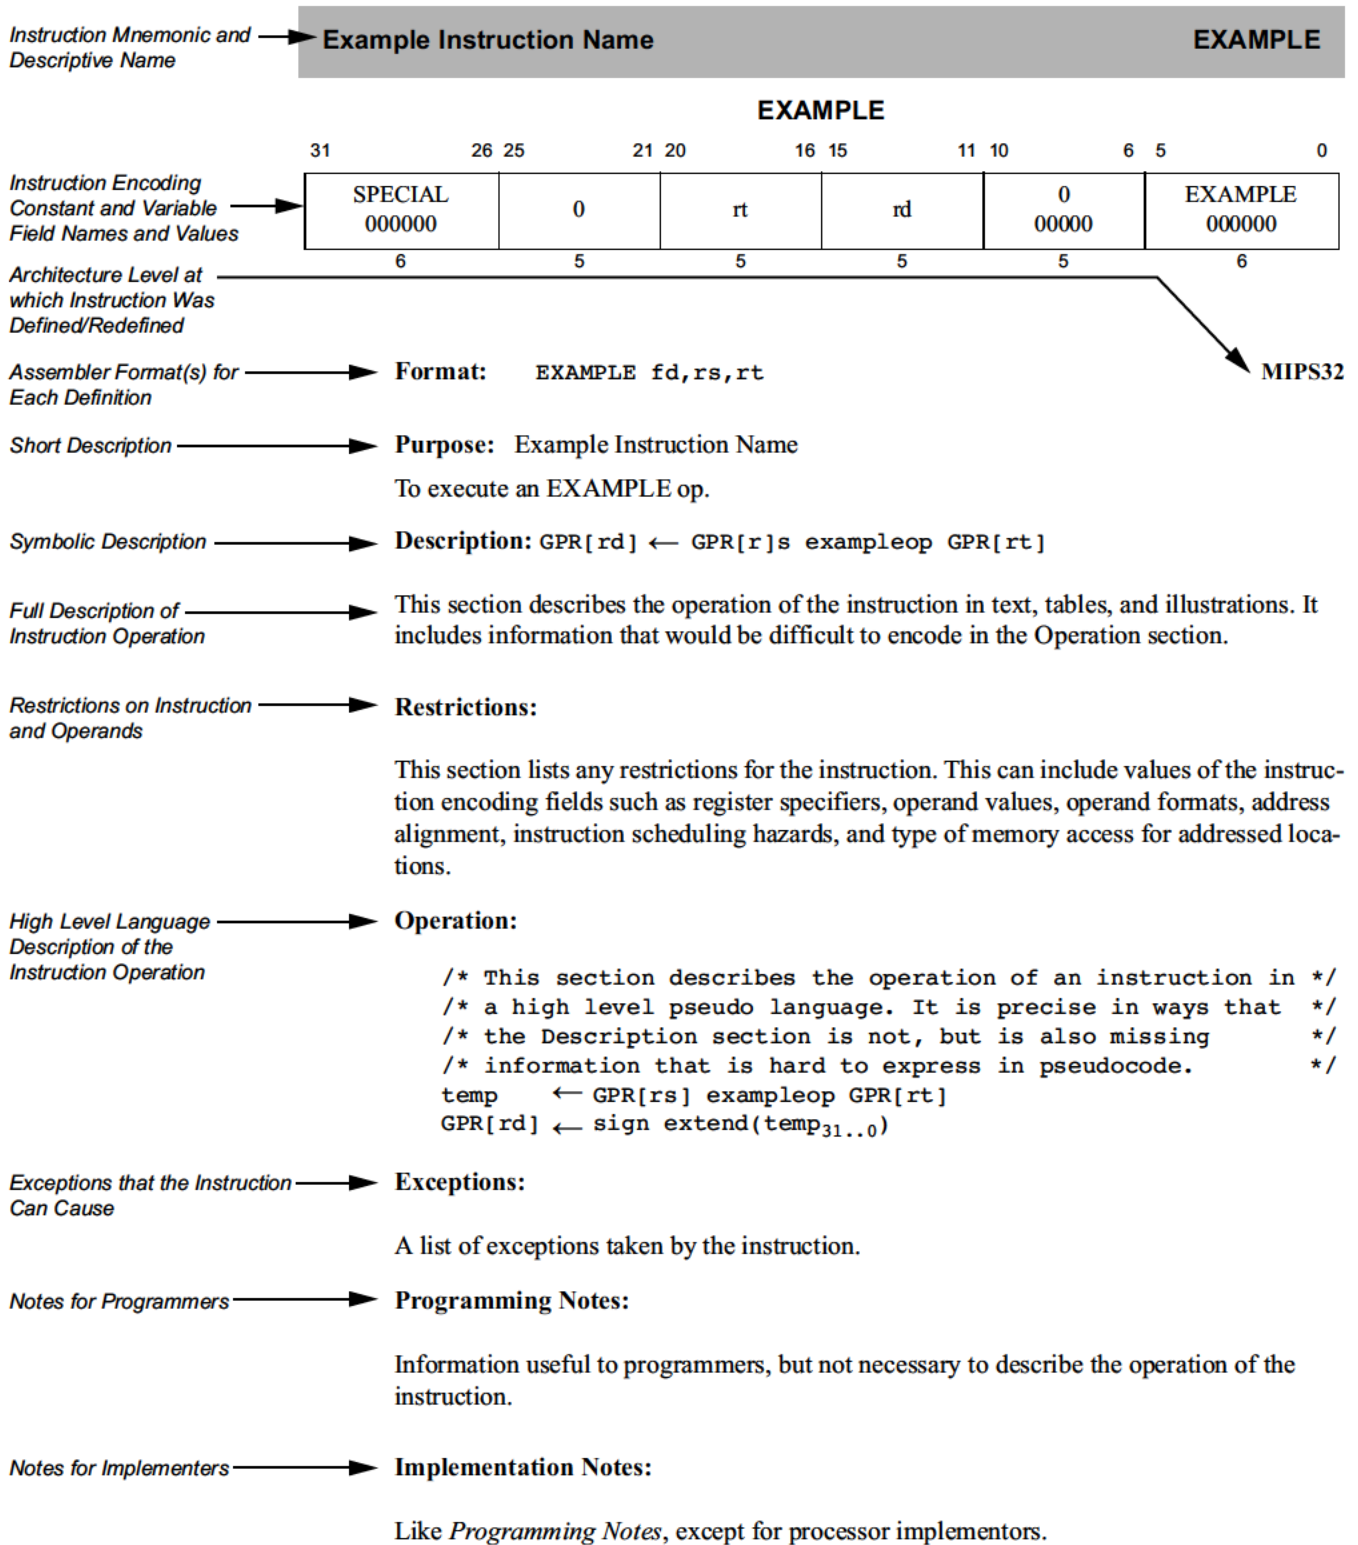 Instruction Mnemonic and
Descriptive Name
Example Instruction Name EXAMPLE
EXAMPLE
31 26 25 21 20 16 15 11 10 6 5 0
Instruction Encoding
Constant and Variable
Field Names and Values
SPECIAL
000000
0
rt
rd
0
00000
EXAMPLE
000000
6 5 5 5 5 6
Architecture Level at
which Instruction Was
Defined/Redefined
Assembler Format(s) for
Each Definition
Format: EXAMPLE fd,rs,rt MIPS32
Short Description
Purpose: Example Instruction Name
To execute an EXAMPLE op.
Symbolic Description
Description: GPR[rd] ← GPR[r]s exampleop GPR[rt]
Full Description of
Instruction Operation
This section describes the operation of the instruction in text, tables, and illustrations. It
includes information that would be difficult to encode in the Operation section.
Restrictions on Instruction
and Operands
Restrictions:
This section lists any restrictions for the instruction. This can include values of the instruc-
tion encoding fields such as register specifiers, operand values, operand formats, address
alignment, instruction scheduling hazards, and type of memory access for addressed loca-
tions.
High Level Language
Description of the
Instruction Operation
Operation:
/* This section describes the operation of an instruction in */
/* a high level pseudo language. It is precise in ways that */
/* the Description section is not, but is also missing */
/* information that is hard to express in pseudocode. */
temp ← GPR[rs] exampleop GPR[rt]
GPR[rd] ← sign extend(temp31..0)
Exceptions that the Instruction
Can Cause
Exceptions:
A list of exceptions taken by the instruction.
Notes for Programmers
Programming Notes:
Information useful to programmers, but not necessary to describe the operation of the
instruction.
Notes for Implementers
Implementation Notes:
Like Programming Notes, except for processor implementors.